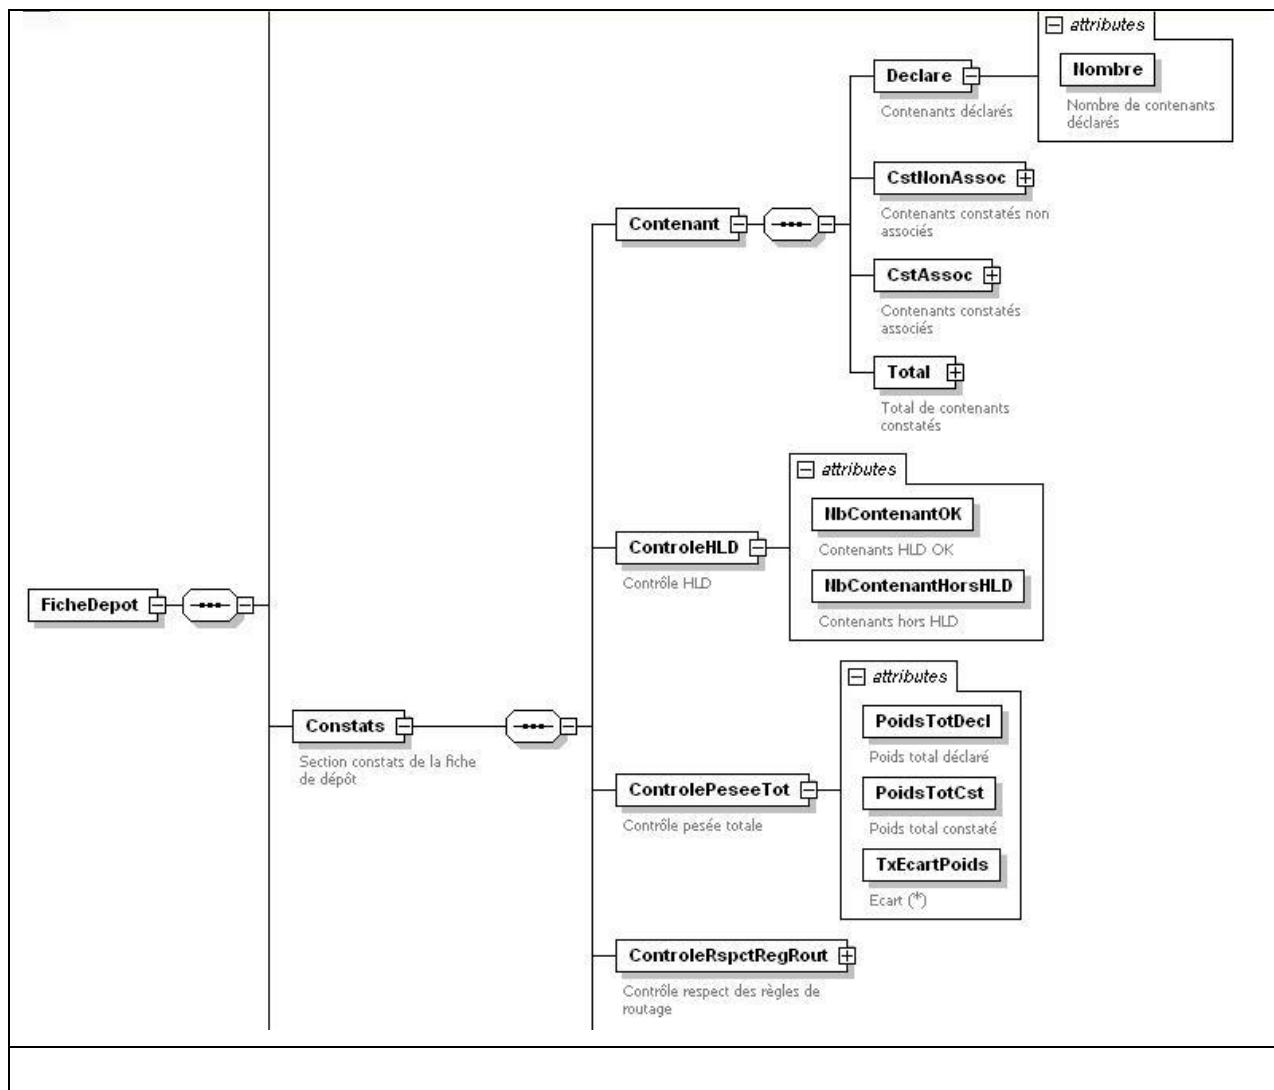 attributes
Declare
Nombre
Contenants déclarés
Nombre de contenants
déclarés
CstNonAssoc
Contenants constatés non
associés
Contenant
CstAssoc
Contenants constatés
associés
Total
Total de contenants
constatés
attributes
NbContenantOK
Contenants HLD OK
ControleHLD
Contrôle HLD
NbContenantHorsHLD
Contenants hors HLD
FicheDepot
attributes
Constats
Section constats de la fiche
de dépôt
PoidsTotDecl
Poids total déclaré
ControlePeseeTot
Contrôle pesée totale
PoidsTotCst
Poids total constaté
TxEcartPoids
Ecart (*)
ControleRspctRegRout
Contrôle respect des règles de
routage